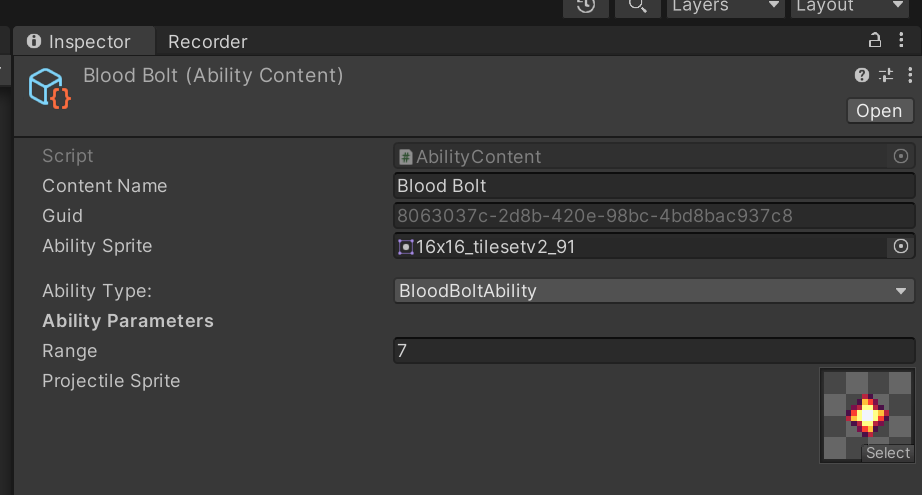 Layers
Layout
Inspector
Recorder
Blood Bolt (Ability Content)
Open
Script
AbilityContent
Content Name
Blood Bolt
Guid
8063037c-2d8b-420e-98bc-4bd8bac937c8
Ability Sprite
16x16_tilesetv2_91
Ability Type:
BloodBoltAbility
Ability Parameters
Range
7
Projectile Sprite
Select